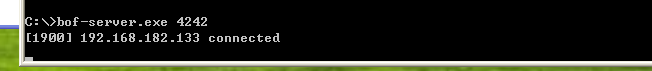 C:\>bof-server.exe 4242
[1900] 192.168.182.133 connected